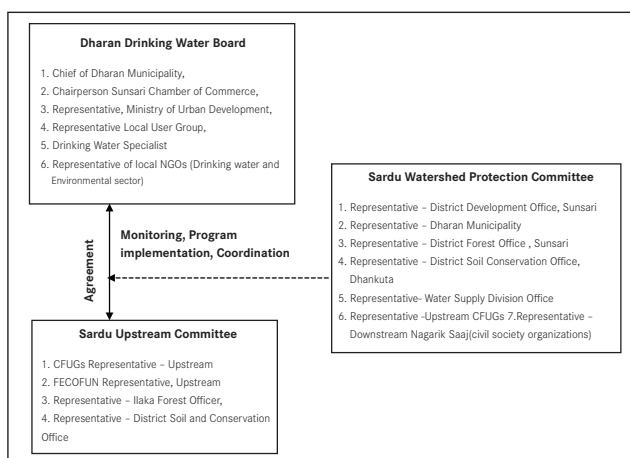 Dharan Drinking Water Board
1. Chief of Dharan Municipality,
2. Chairperson Sunsari Chamber of Commerce,
3. Representative, Ministry of Urban Development,
4. Representative Local User Group,
5. Drinking Water Specialist
6. Representative of local NGOs (Drinking water and
Environmental sector)
Agreement
Monitoring, Program
implementation, Coordination
Sardu Watershed Protection Committee
1. Representative – District Development Office, Sunsari
2. Representative – Dharan Municipality
3. Representative – District Forest Office , Sunsari
4. Representative – District Soil Conservation Office,
Dhankuta
5. Representative- Water Supply Division Office
6. Representative -Upstream CFUGs 7.Representative –
Downstream Nagarik Saaj(civil society organizations)
Sardu Upstream Committee
1. CFUGs Representative – Upstream
2. FECOFUN Representative, Upstream
3. Representative – Ilaka Forest Officer,
4. Representative – District Soil and Conservation
Office